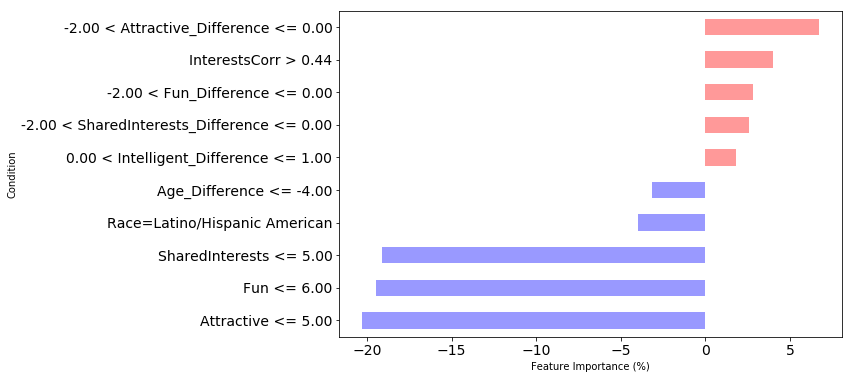 -2.00 < Attractive_Difference <= 0.00
InterestsCorr > 0.44
-2.00 < Fun_Difference <= 0.00
-2.00 < SharedInterests_Difference <= 0.00
0.00 < Intelligent_Difference <= 1.00
Age_Difference <= -4.00
Race=Latino/Hispanic American
SharedInterests <= 5.00
Fun <= 6.00
Attractive <= 5.00
Condition
−20 −15 −10 −5 0 5
Feature Importance (%)